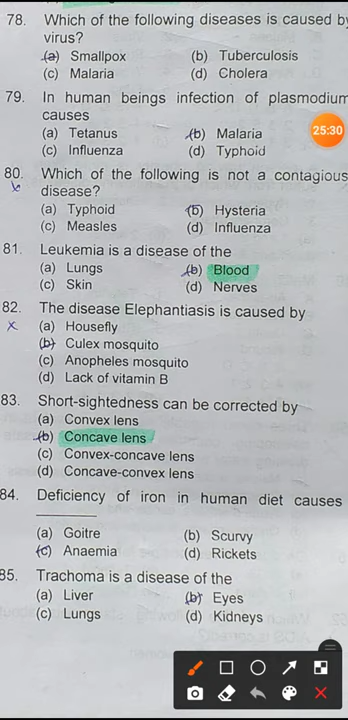 78. Which of the following diseases is caused by
virus?
(a) Smallpox (b) Tuberculosis
(c) Malaria (d) Cholera
79. In human beings infection of plasmodium
causes
(a) Tetanus (b) Malaria
25:30
(c) Influenza (d) Typhoid
80. Which of the following is not a contagious
disease?
(a) Typhoid (b) Hysteria
(c) Measles (d) Influenza
81. Leukemia is a disease of the
(a) Lungs (b) Blood
(c) Skin (d) Nerves
82. The disease Elephantiasis is caused by
(a) Housefly
(b) Culex mosquito
(c) Anopheles mosquito
(d) Lack of vitamin B
83. Short-sightedness can be corrected by
(a) Convex lens
(b) Concave lens
(c) Convex-concave lens
(d) Concave-convex lens
84. Deficiency of iron in human diet causes
(a) Goitre (b) Scurvy
(c) Anaemia (d) Rickets
85. Trachoma is a disease of the
(a) Liver (b) Eyes
(c) Lungs (d) Kidneys